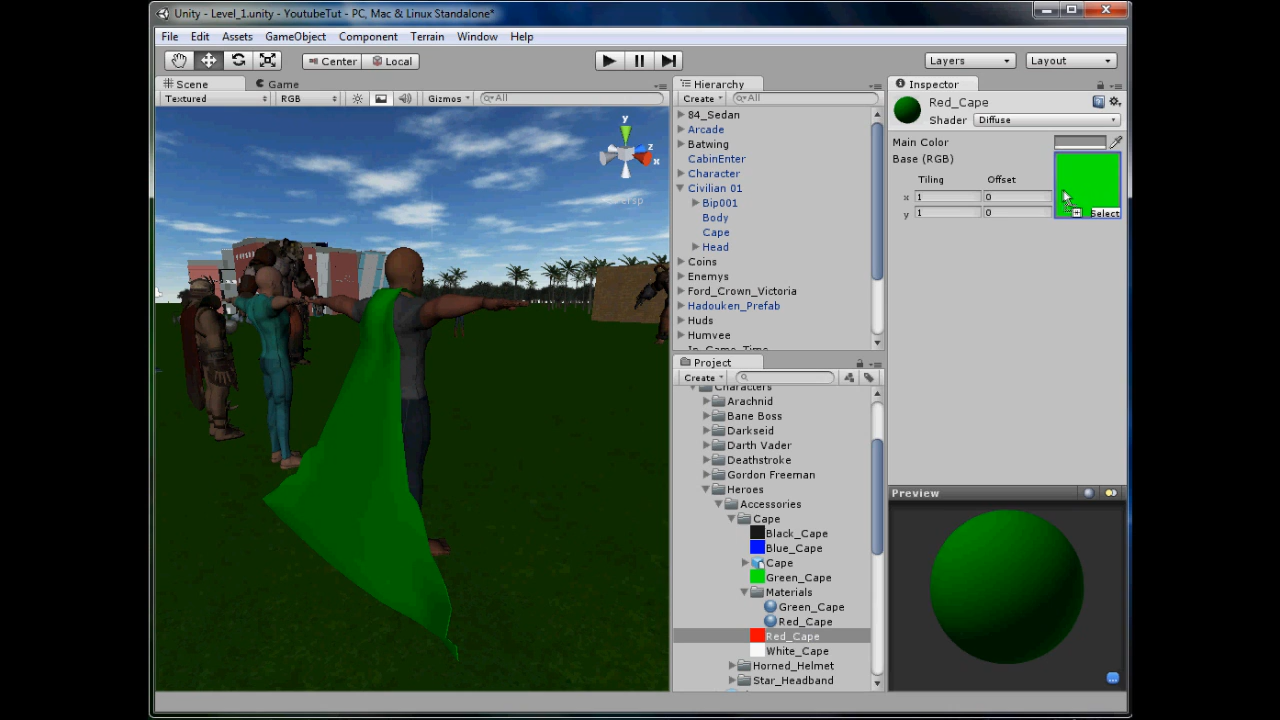 Unity - Level_1.unity - YoutubeTut - PC, Mac & Linux Standalone*
File Edit Assets GameObject Component Terrain Window Help
Center Local
Layers Layout
Scene Game
Textured RGB Gizmos All
y
z
x
Persp
Hierarchy
Create All
84_Sedan
Arcade
Batwing
CabinEnter
Character
Civilian 01
Bip001
Body
Cape
Head
Coins
Enemys
Ford_Crown_Victoria
Hadouken_Prefab
Huds
Humvee
In_Game_Time
Project
Create
Characters
Arachnid
Bane Boss
Darkseid
Darth Vader
Deathstroke
Gordon Freeman
Heroes
Accessories
Cape
Black_Cape
Blue_Cape
Cape
Green_Cape
Materials
Green_Cape
Red_Cape
Red_Cape
White_Cape
Horned_Helmet
Star_Headband
Inspector
Red_Cape
Shader Diffuse
Main Color
Base (RGB)
Tiling Offset
x 1 0
y 1 0
Select
Preview